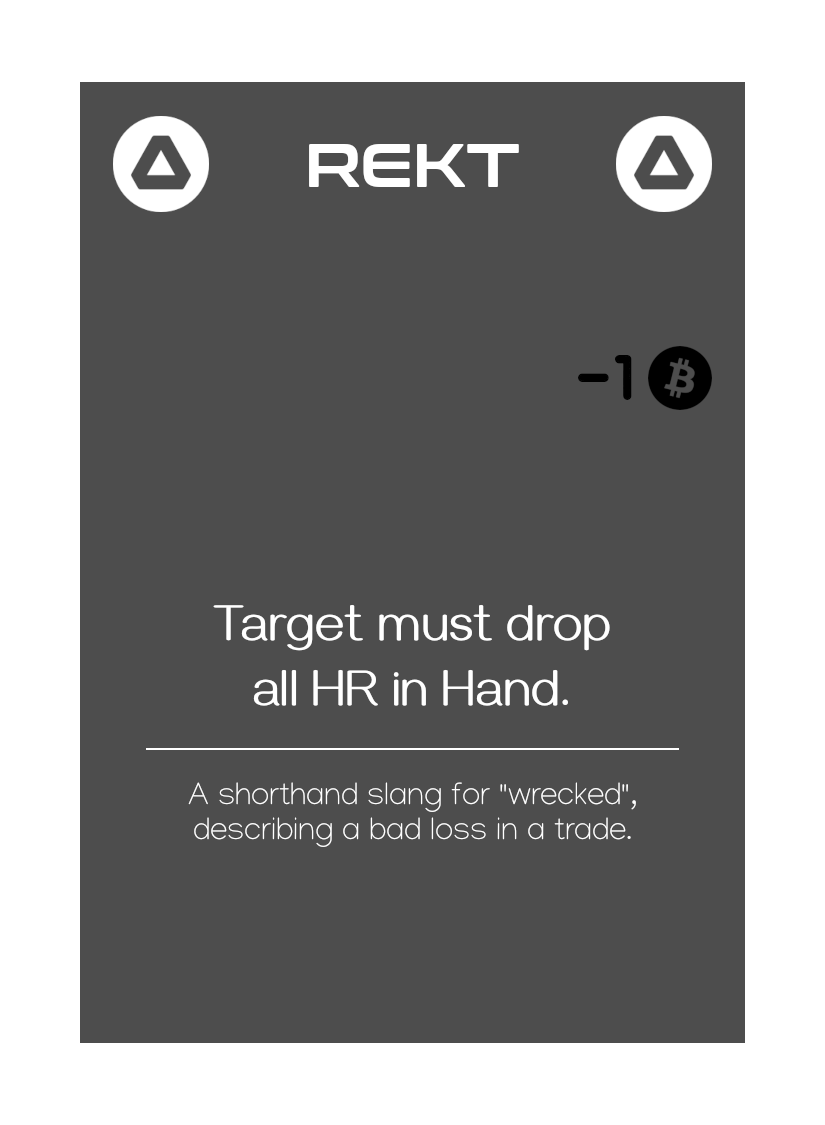 REKT
-1
Target must drop
all HR in Hand.
A shorthand slang for "wrecked",
describing a bad loss in a trade.